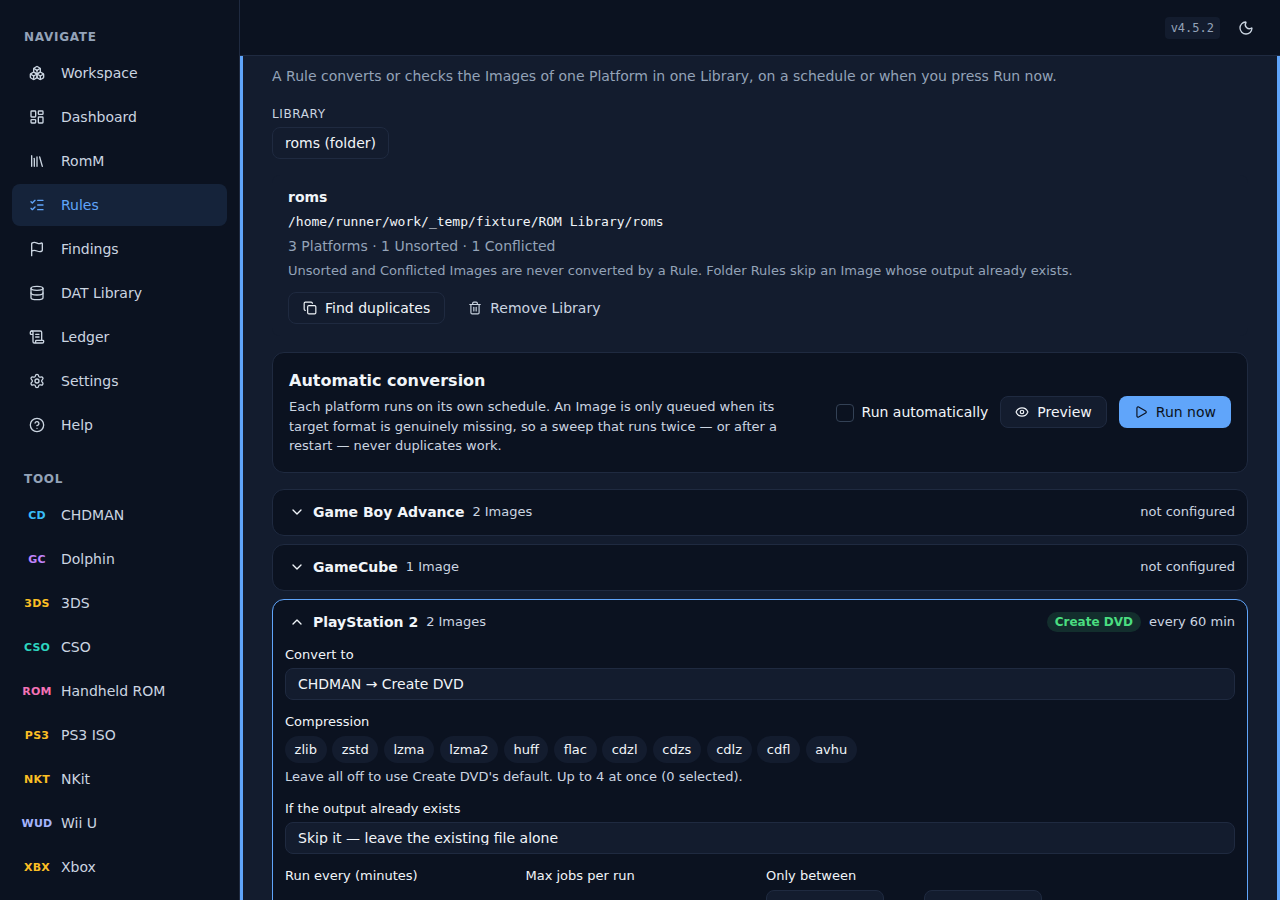 NAVIGATE
Workspace
Dashboard
RomM
Rules
Findings
DAT Library
Ledger
Settings
Help
TOOL
CD CHDMAN
GC Dolphin
3DS 3DS
CSO CSO
ROM Handheld ROM
PS3 PS3 ISO
NKT NKit
WUD Wii U
XBX Xbox
v4.5.2
A Rule converts or checks the Images of one Platform in one Library, on a schedule or when you press Run now.
LIBRARY
roms (folder)
roms
/home/runner/work/_temp/fixture/ROM Library/roms
3 Platforms · 1 Unsorted · 1 Conflicted
Unsorted and Conflicted Images are never converted by a Rule. Folder Rules skip an Image whose output already exists.
Find duplicates Remove Library
Automatic conversion
Each platform runs on its own schedule. An Image is only queued when its
target format is genuinely missing, so a sweep that runs twice — or after a
restart — never duplicates work.
Run automatically Preview Run now
Game Boy Advance 2 Images not configured
GameCube 1 Image not configured
PlayStation 2 2 Images Create DVD every 60 min
Convert to
CHDMAN → Create DVD
Compression
zlib zstd lzma lzma2 huff flac cdzl cdzs cdlz cdfl avhu
Leave all off to use Create DVD's default. Up to 4 at once (0 selected).
If the output already exists
Skip it — leave the existing file alone
Run every (minutes) Max jobs per run Only between